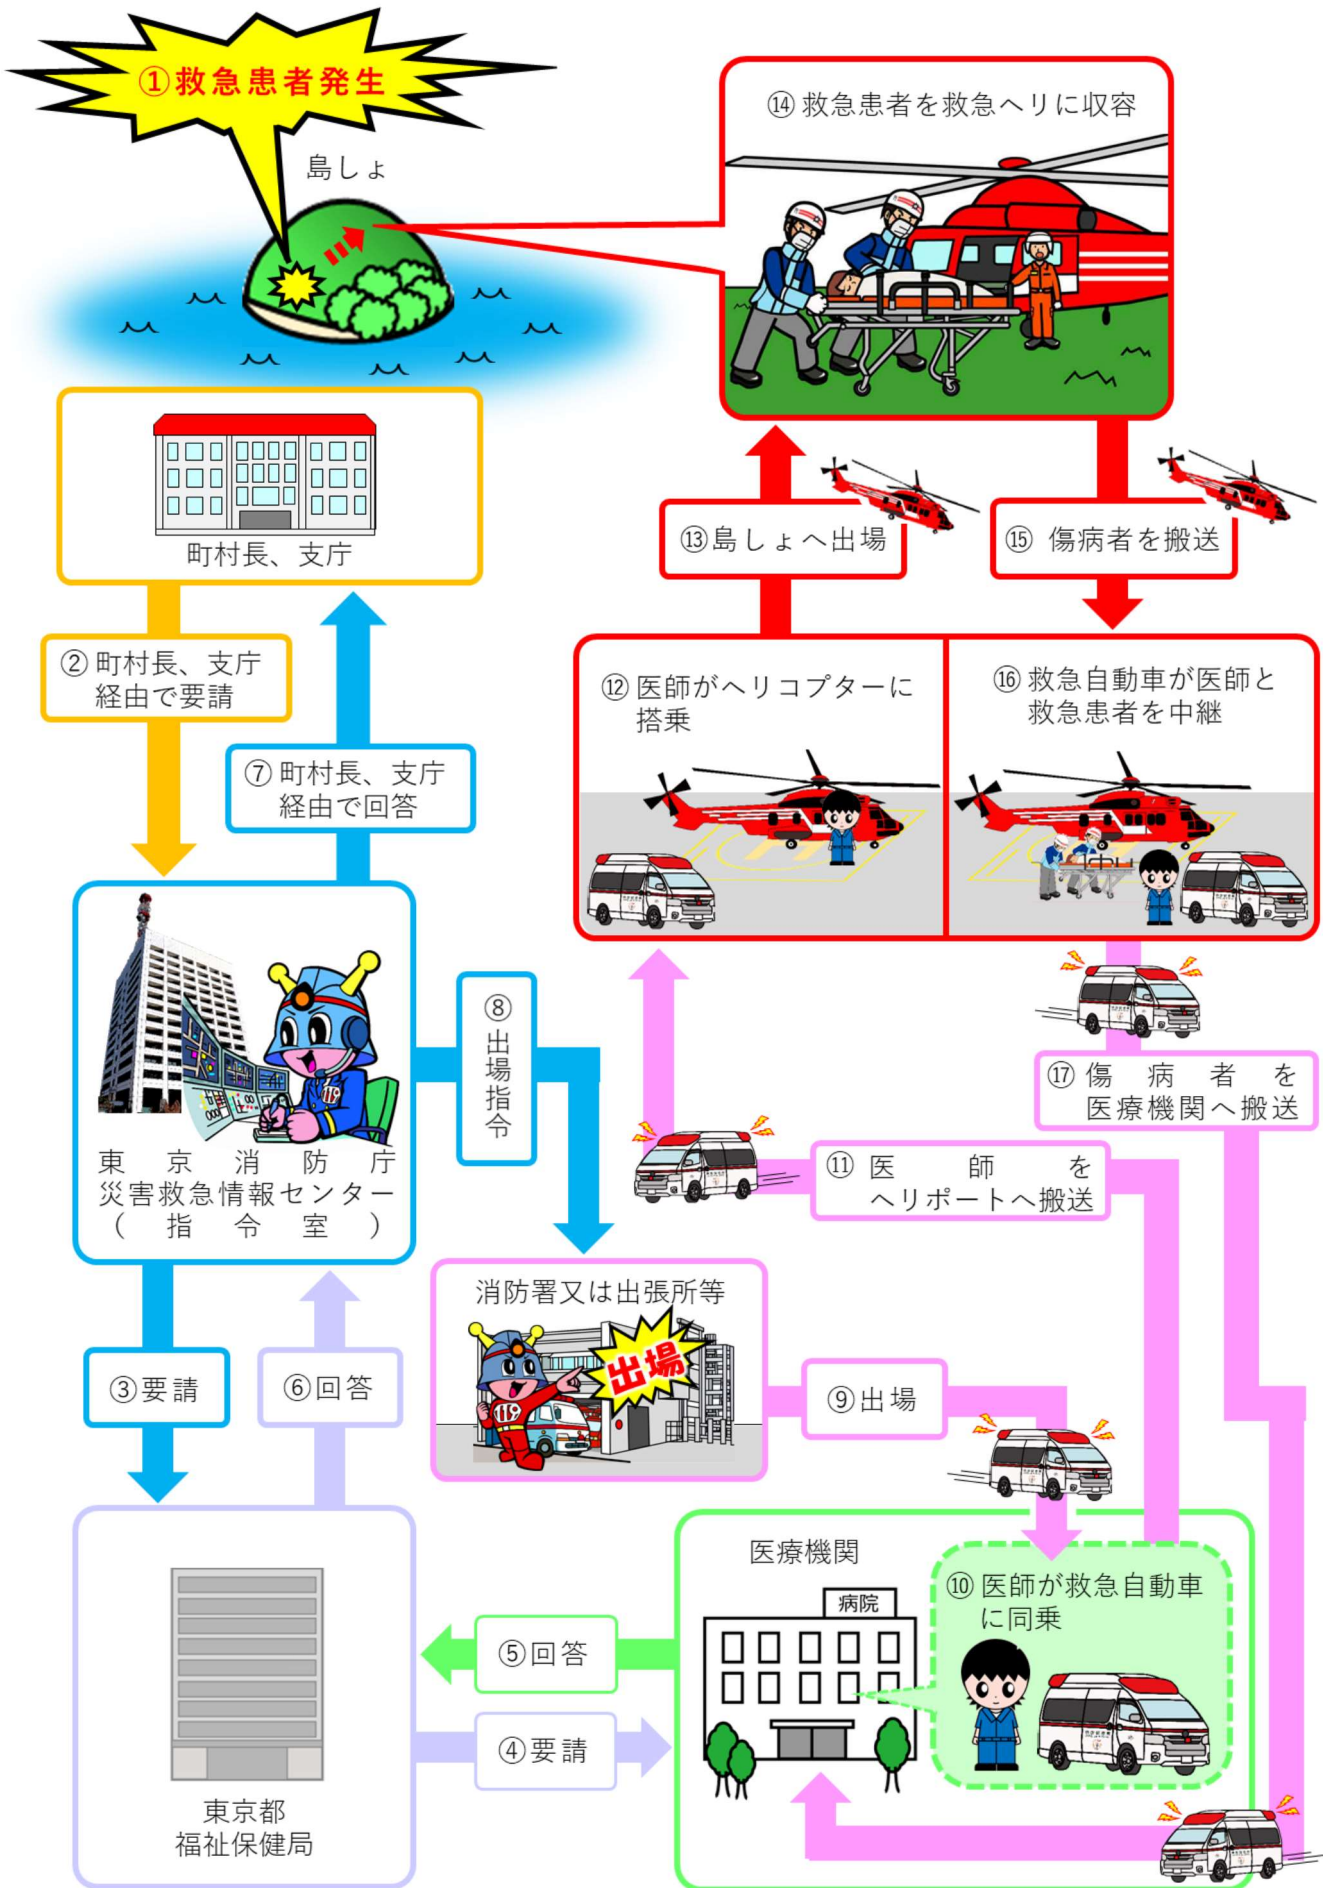 ①救急患者発生
島しょ
町村長、支庁
②町村長、支庁
経由で要請
⑦町村長、支庁
経由で回答
東京消防庁
災害救急情報センター
(指令室)
③要請
⑥回答
東京都
福祉保健局
④要請
⑤回答
⑧出場指令
消防署又は出張所等
出場
119
119
⑨出場
医療機関
病院
⑩医師が救急自動車
に同乗
⑪医師を
ヘリポートへ搬送
⑫医師がヘリコプターに
搭乗
⑬島しょへ出場
⑭救急患者を救急ヘリに収容
⑮傷病者を搬送
⑯救急自動車が医師と
救急患者を中継
⑰傷病者を
医療機関へ搬送